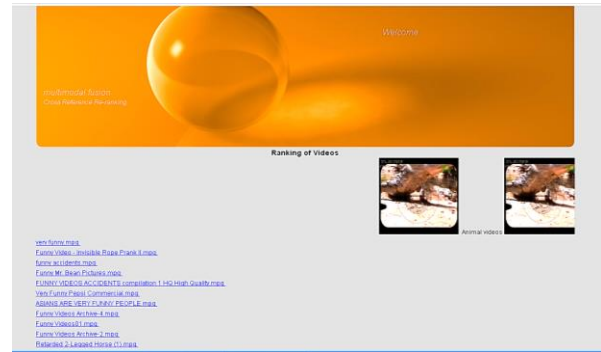 Welcome
multimodal fusion
Cross Reference Re-ranking
Ranking of Videos
Animal videos
very funny.mpg
Funny Video - Invisible Rope Prank II.mpg
funny accidents.mpg
Funny Mr. Bean Pictures.mpg
FUNNY VIDEOS ACCIDENTS compilation 1 HQ High Quality.mpg
Very Funny Pepsi Commercial.mpg
ASIANS ARE VERY FUNNY PEOPLE.mpg
Funny Videos Archive-4.mpg
Funny Videos01.mpg
Funny Videos Archive-2.mpg
Retarded 2-Legged Horse (1).mpg